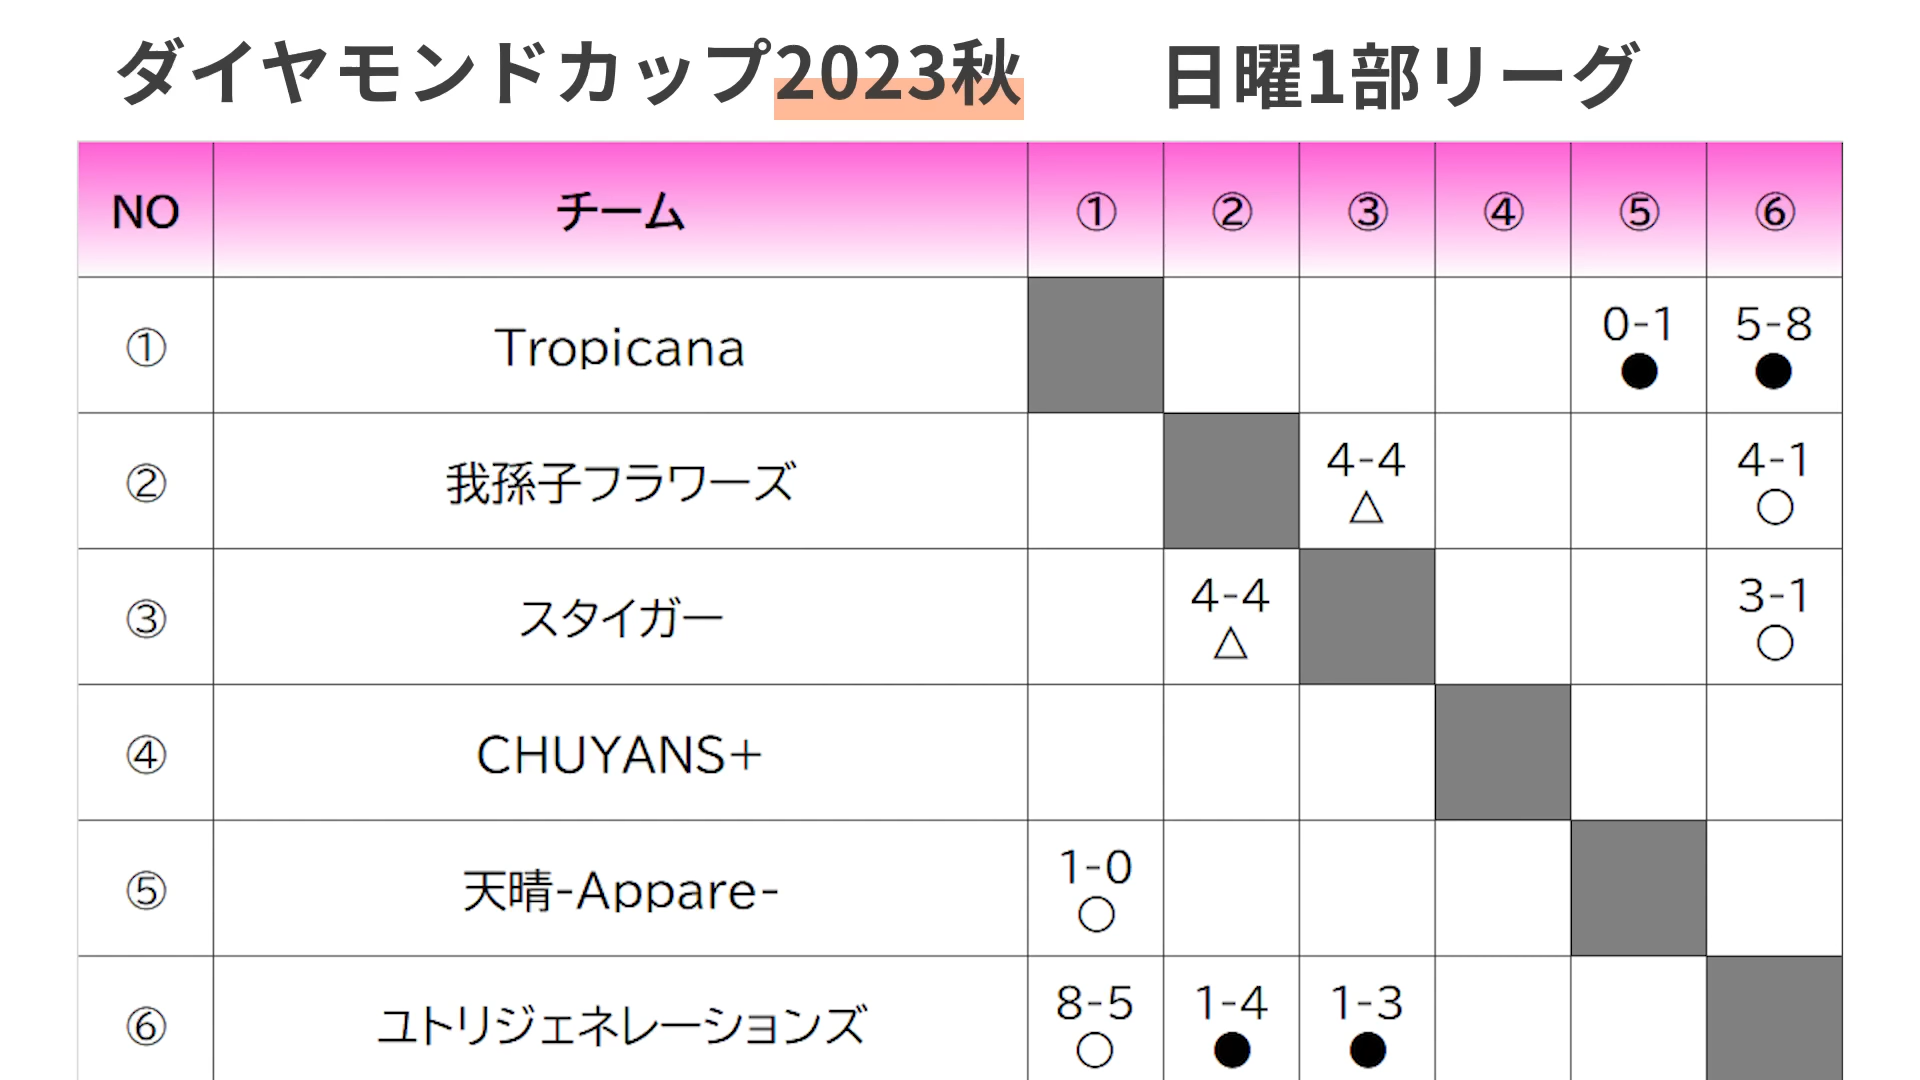 ダイヤモンドカップ2023秋 日曜1部リーグ
NO チーム ① ② ③ ④ ⑤ ⑥
① Tropicana 0-1 ● 5-8 ●
② 我孫子フラワーズ 4-4 △ 4-1 ○
③ スタイガー 4-4 △ 3-1 ○
④ CHUYANS+
⑤ 天晴-Appare- 1-0 ○
⑥ ユトリジェネレーションズ 8-5 ○ 1-4 ● 1-3 ●